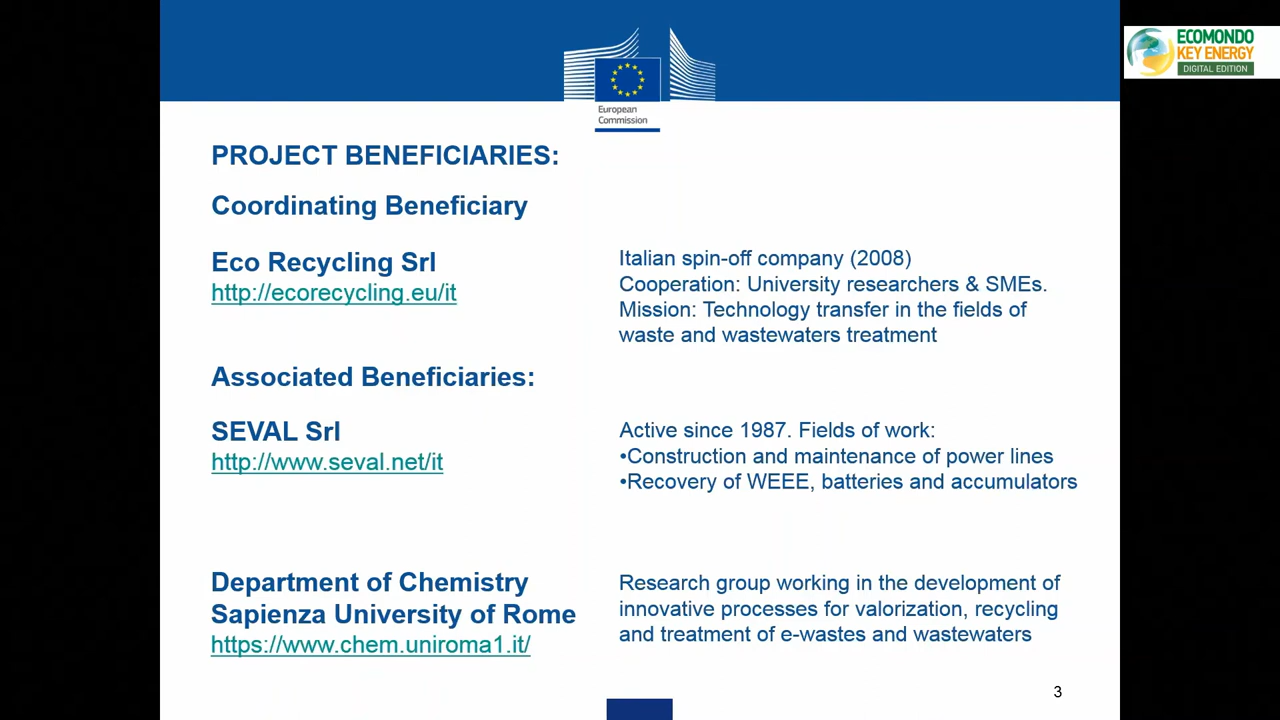 ECOMONDO
KEY ENERGY
DIGITAL EDITION
European
Commission
PROJECT BENEFICIARIES:
Coordinating Beneficiary
Eco Recycling Srl
http://ecorecycling.eu/it
Italian spin-off company (2008)
Cooperation: University researchers & SMEs.
Mission: Technology transfer in the fields of
waste and wastewaters treatment
Associated Beneficiaries:
SEVAL Srl
http://www.seval.net/it
Active since 1987. Fields of work:
•Construction and maintenance of power lines
•Recovery of WEEE, batteries and accumulators
Department of Chemistry
Sapienza University of Rome
https://www.chem.uniroma1.it/
Research group working in the development of
innovative processes for valorization, recycling
and treatment of e-wastes and wastewaters
3